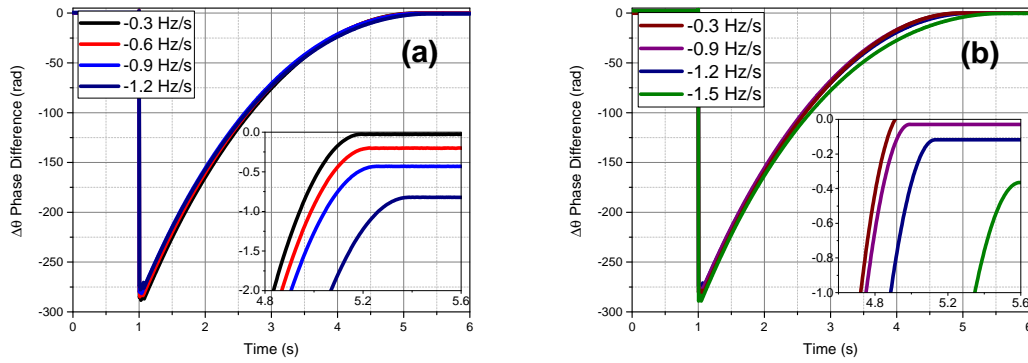 0
-50
-100
-150
-200
-250
-300
0 1 2 3 4 5 6
Time (s)
Δθ Phase Difference (rad)
-0.3 Hz/s
-0.6 Hz/s
-0.9 Hz/s
-1.2 Hz/s
(a)
0.0
-0.5
-1.0
-1.5
-2.0
4.8 5.2 5.6
0
-50
-100
-150
-200
-250
-300
0 1 2 3 4 5 6
Time (s)
Δθ Phase Difference (rad)
-0.3 Hz/s
-0.9 Hz/s
-1.2 Hz/s
-1.5 Hz/s
(b)
0.0
-0.2
-0.4
-0.6
-0.8
-1.0
4.8 5.2 5.6